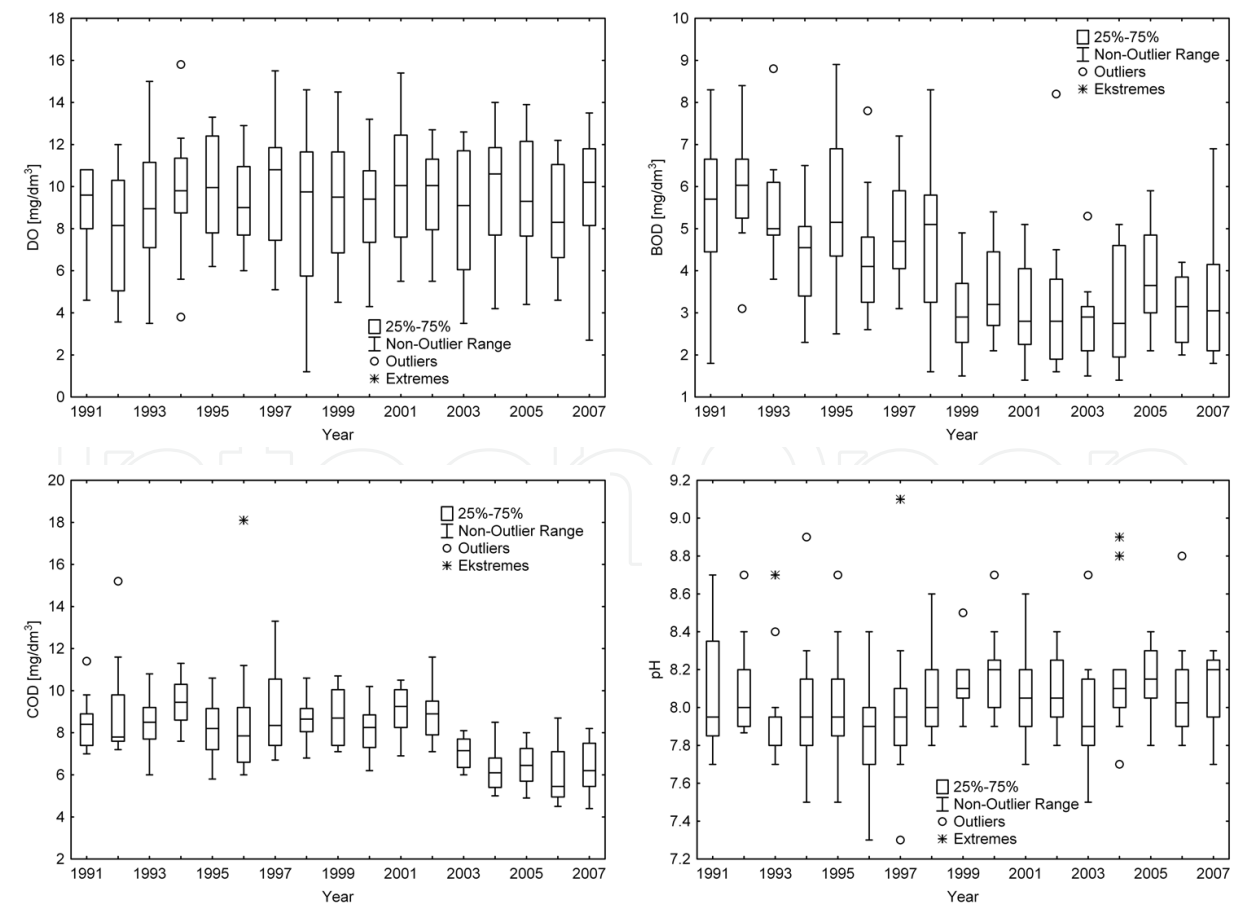 18
16
14
12
10
8
6
4
2
0
DO [mg/dm³]
25%-75%
Non-Outlier Range
Outliers
Extremes
1991 1993 1995 1997 1999 2001 2003 2005 2007
Year
10
9
8
7
6
5
4
3
2
1
BOD [mg/dm³]
25%-75%
Non-Outlier Range
Outliers
Ekstremes
1991 1993 1995 1997 1999 2001 2003 2005 2007
Year
20
18
16
14
12
10
8
6
4
2
COD [mg/dm³]
25%-75%
Non-Outlier Range
Outliers
Ekstremes
1991 1993 1995 1997 1999 2001 2003 2005 2007
Year
9.2
9.0
8.8
8.6
8.4
8.2
8.0
7.8
7.6
7.4
7.2
pH
25%-75%
Non-Outlier Range
Outliers
Extremes
1991 1993 1995 1997 1999 2001 2003 2005 2007
Year